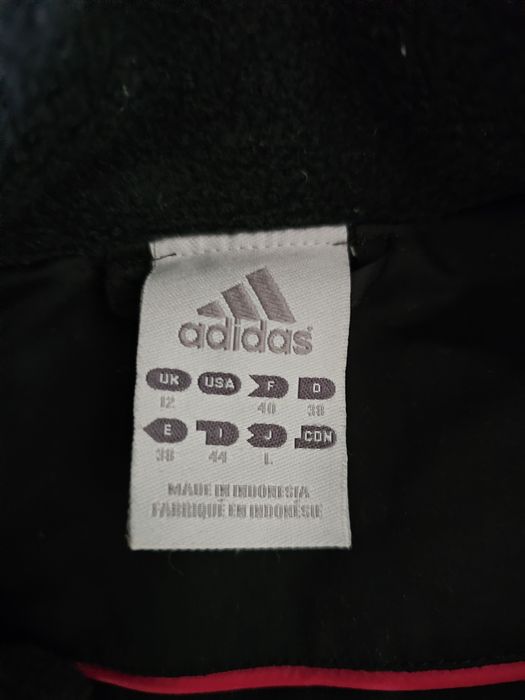 adidas
UK USA F D
12 40 38
E I J CDN
38 44 L
MADE IN INDONESIA
FABRIQUÉ EN INDONÉSIE